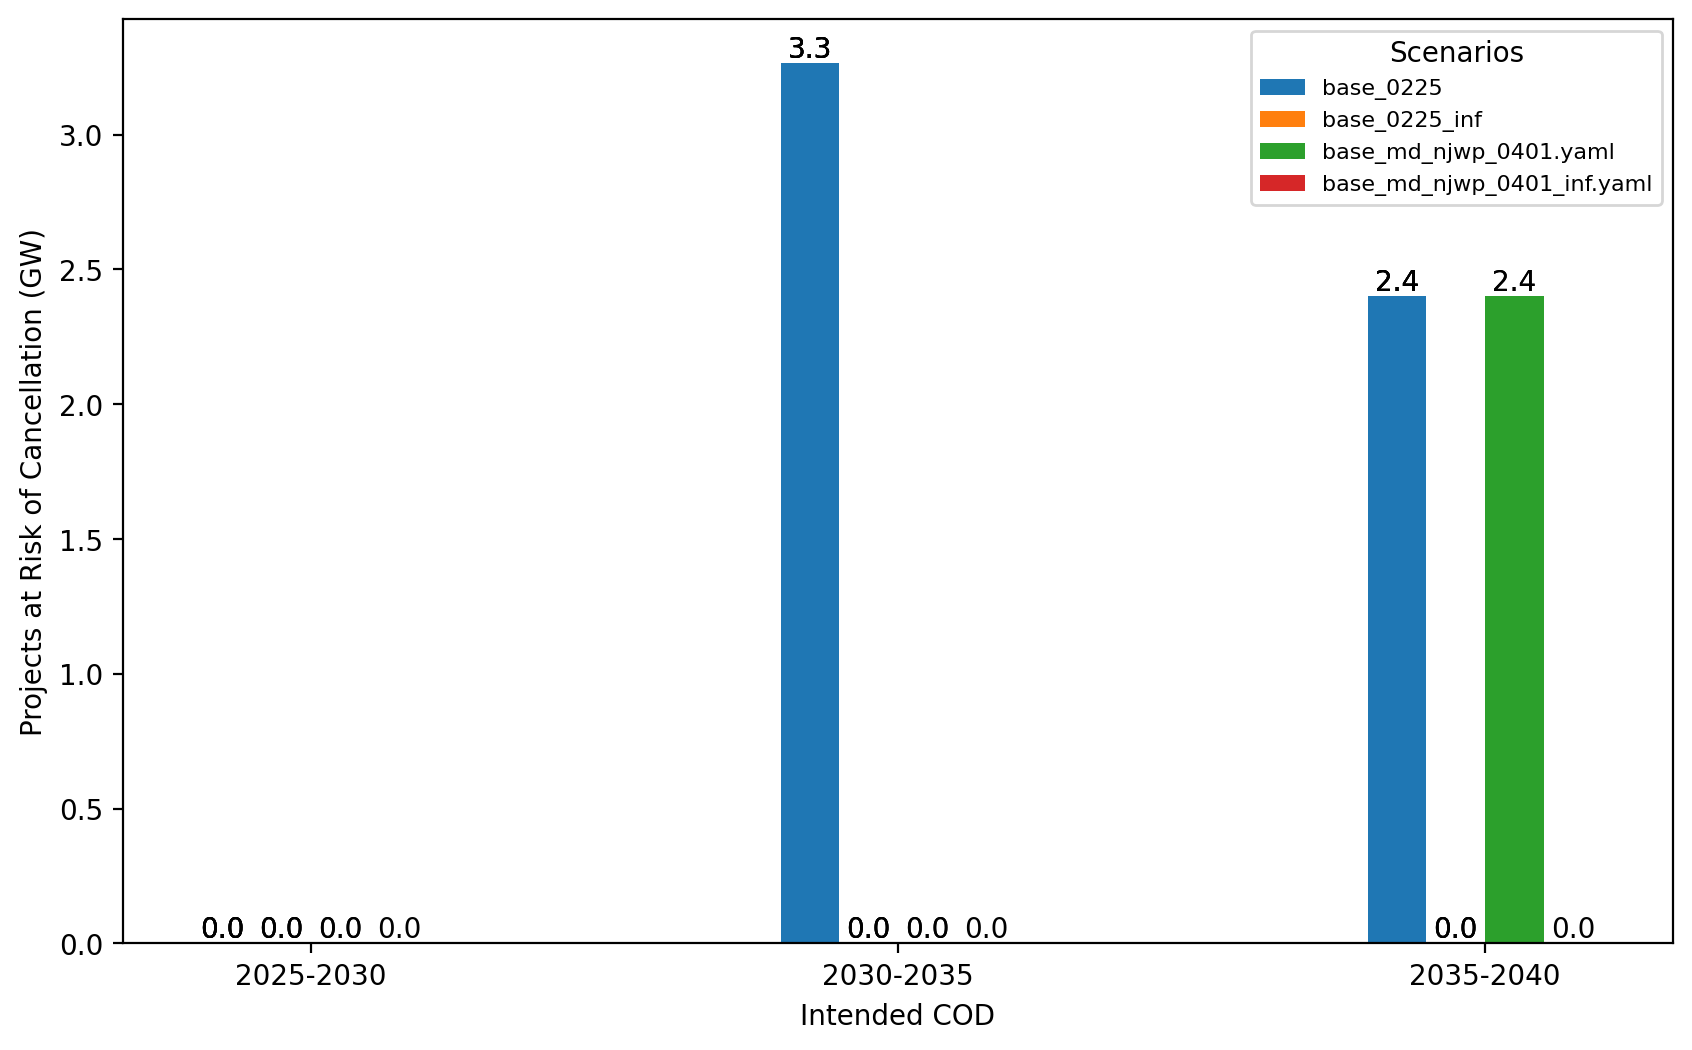 Scenarios
base_0225
base_0225_inf
base_md_njwp_0401.yaml
base_md_njwp_0401_inf.yaml
Projects at Risk of Cancellation (GW)
3.0
2.5
2.0
1.5
1.0
0.5
0.0
3.3
2.4 2.4
0.0 0.0 0.0 0.0 0.0 0.0 0.0 0.0 0.0
2025-2030 2030-2035 2035-2040
Intended COD